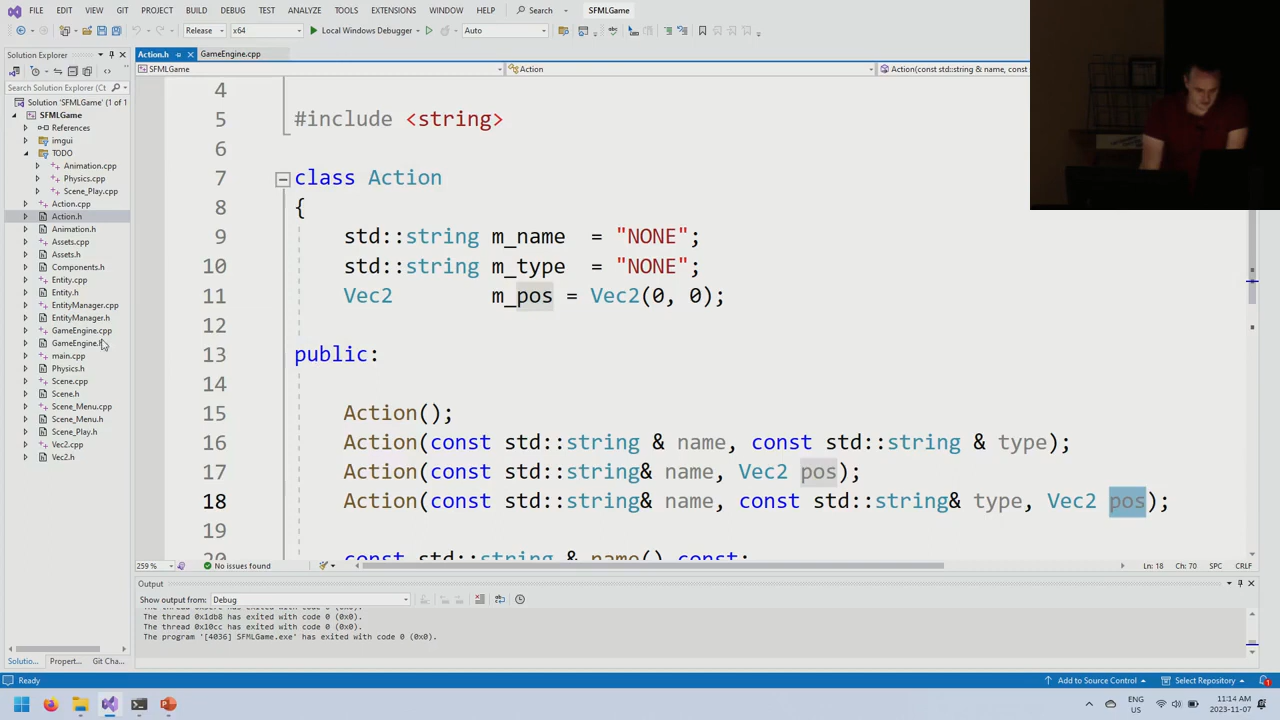 FILE EDIT VIEW GIT PROJECT BUILD DEBUG TEST ANALYZE TOOLS EXTENSIONS WINDOW HELP Search SFMLGame
Release x64 Local Windows Debugger Auto
Solution Explorer
Action.h GameEngine.cpp
SFMLGame Action Action(const std::string & name, const
Search Solution Explorer (Ct
Solution 'SFMLGame' (1 of 1
SFMLGame
References
imgui
TODO
Animation.cpp
Physics.cpp
Scene_Play.cpp
Action.cpp
Action.h
Animation.h
Assets.cpp
Assets.h
Components.h
Entity.cpp
Entity.h
EntityManager.cpp
EntityManager.h
GameEngine.cpp
GameEngine.h
main.cpp
Physics.h
Scene.cpp
Scene.h
Scene_Menu.cpp
Scene_Menu.h
Scene_Play.h
Vec2.cpp
Vec2.h
Soluti... Propert... Git Cha...
4
5 #include <string>
6
7 class Action
8 {
9 std::string m_name = "NONE";
10 std::string m_type = "NONE";
11 Vec2 m_pos = Vec2(0, 0);
12
13 public:
14
15 Action();
16 Action(const std::string & name, const std::string & type);
17 Action(const std::string& name, Vec2 pos);
18 Action(const std::string& name, const std::string& type, Vec2 pos);
19
20 const std::string & name() const;
259 % No issues found Ln: 18 Ch: 70 SPC CRLF
Output
Show output from: Debug
The thread 0x1db8 has exited with code 0 (0x0).
The thread 0x10cc has exited with code 0 (0x0).
The program '[4036] SFMLGame.exe' has exited with code 0 (0x0).
Ready Add to Source Control Select Repository 1
ENG
US
11:14 AM
2023-11-07